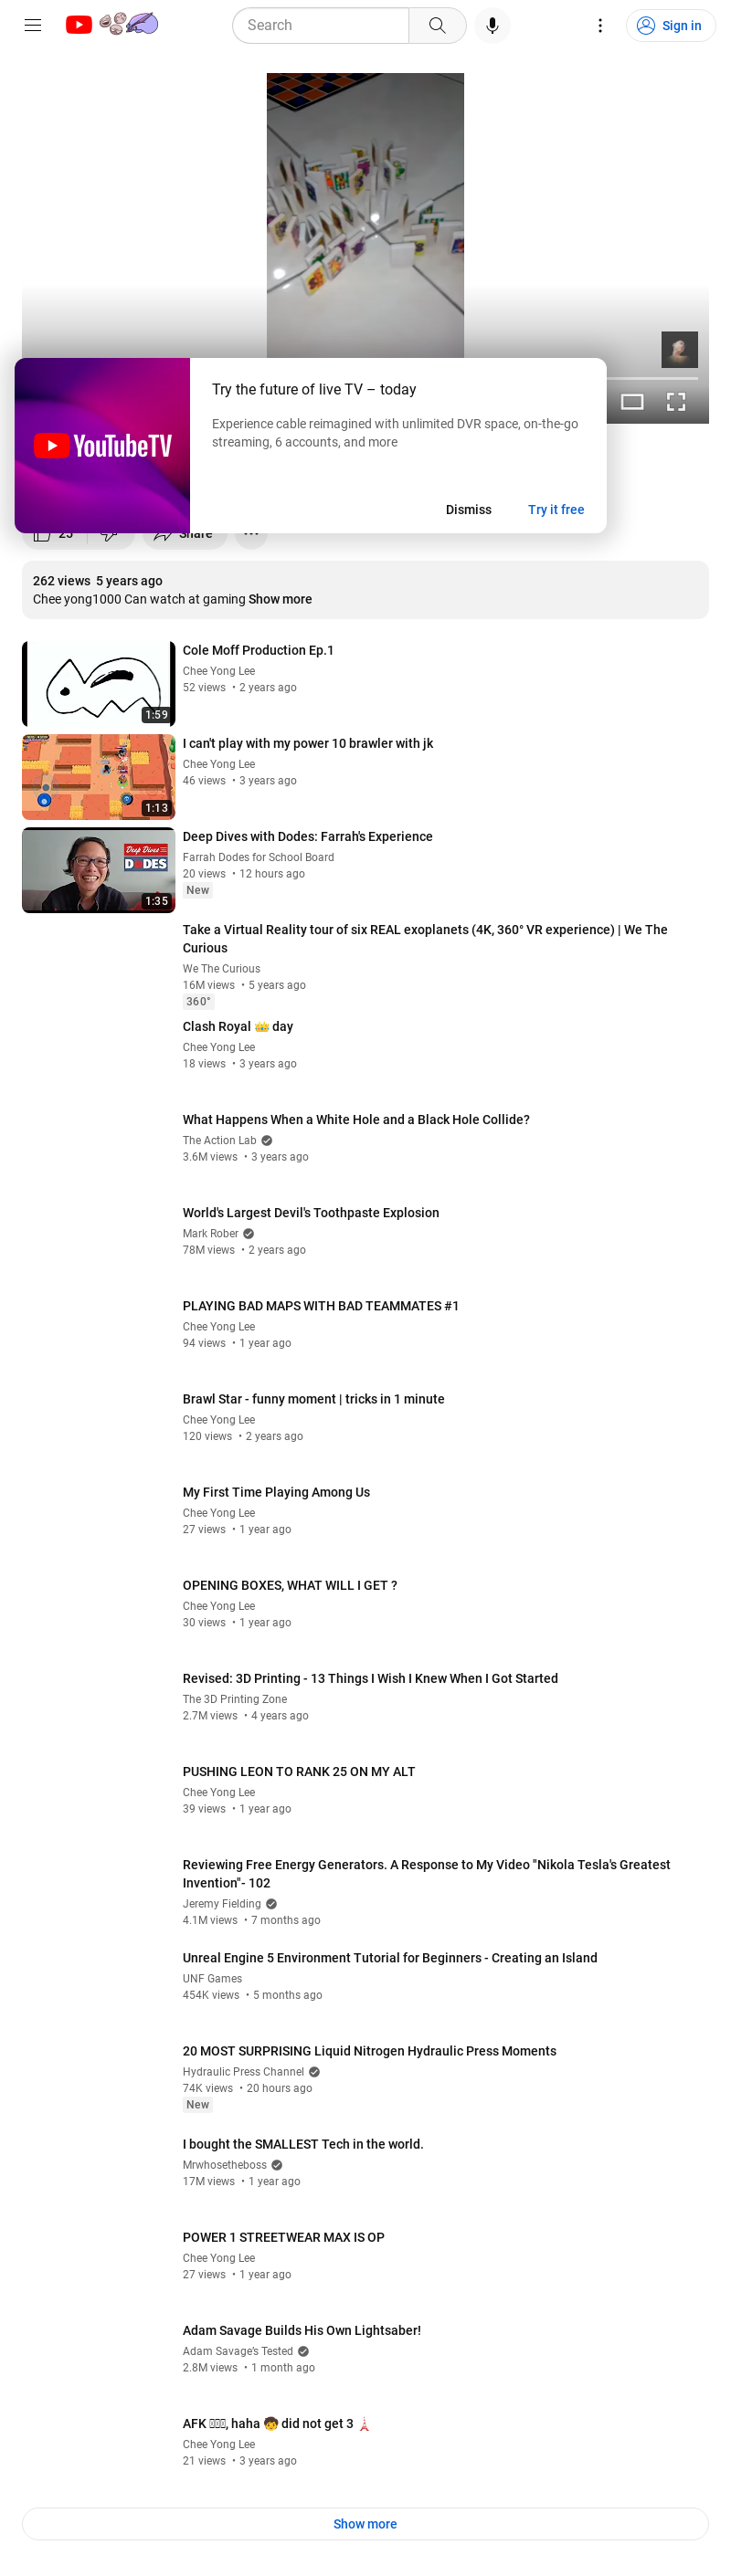 Search
Sign in
YouTubeTV
Try the future of live TV – today
Experience cable reimagined with unlimited DVR space, on-the-go
streaming, 6 accounts, and more
Dismiss
Try it free
25
Share
262 views 5 years ago
Chee yong1000 Can watch at gaming Show more
1:59
Cole Moff Production Ep.1
Chee Yong Lee
52 views • 2 years ago
1:13
I can't play with my power 10 brawler with jk
Chee Yong Lee
46 views • 3 years ago
Deep Dives
DODES
1:35
Deep Dives with Dodes: Farrah's Experience
Farrah Dodes for School Board
20 views • 12 hours ago
New
Take a Virtual Reality tour of six REAL exoplanets (4K, 360° VR experience) | We The
Curious
We The Curious
16M views • 5 years ago
360°
Clash Royal 👑 day
Chee Yong Lee
18 views • 3 years ago
What Happens When a White Hole and a Black Hole Collide?
The Action Lab
3.6M views • 3 years ago
World's Largest Devil's Toothpaste Explosion
Mark Rober
78M views • 2 years ago
PLAYING BAD MAPS WITH BAD TEAMMATES #1
Chee Yong Lee
94 views • 1 year ago
Brawl Star - funny moment | tricks in 1 minute
Chee Yong Lee
120 views • 2 years ago
My First Time Playing Among Us
Chee Yong Lee
27 views • 1 year ago
OPENING BOXES, WHAT WILL I GET ?
Chee Yong Lee
30 views • 1 year ago
Revised: 3D Printing - 13 Things I Wish I Knew When I Got Started
The 3D Printing Zone
2.7M views • 4 years ago
PUSHING LEON TO RANK 25 ON MY ALT
Chee Yong Lee
39 views • 1 year ago
Reviewing Free Energy Generators. A Response to My Video "Nikola Tesla's Greatest
Invention"- 102
Jeremy Fielding
4.1M views • 7 months ago
Unreal Engine 5 Environment Tutorial for Beginners - Creating an Island
UNF Games
454K views • 5 months ago
20 MOST SURPRISING Liquid Nitrogen Hydraulic Press Moments
Hydraulic Press Channel
74K views • 20 hours ago
New
I bought the SMALLEST Tech in the world.
Mrwhosetheboss
17M views • 1 year ago
POWER 1 STREETWEAR MAX IS OP
Chee Yong Lee
27 views • 1 year ago
Adam Savage Builds His Own Lightsaber!
Adam Savage's Tested
2.8M views • 1 month ago
AFK , haha 🧒 did not get 3 🗼
Chee Yong Lee
21 views • 3 years ago
Show more